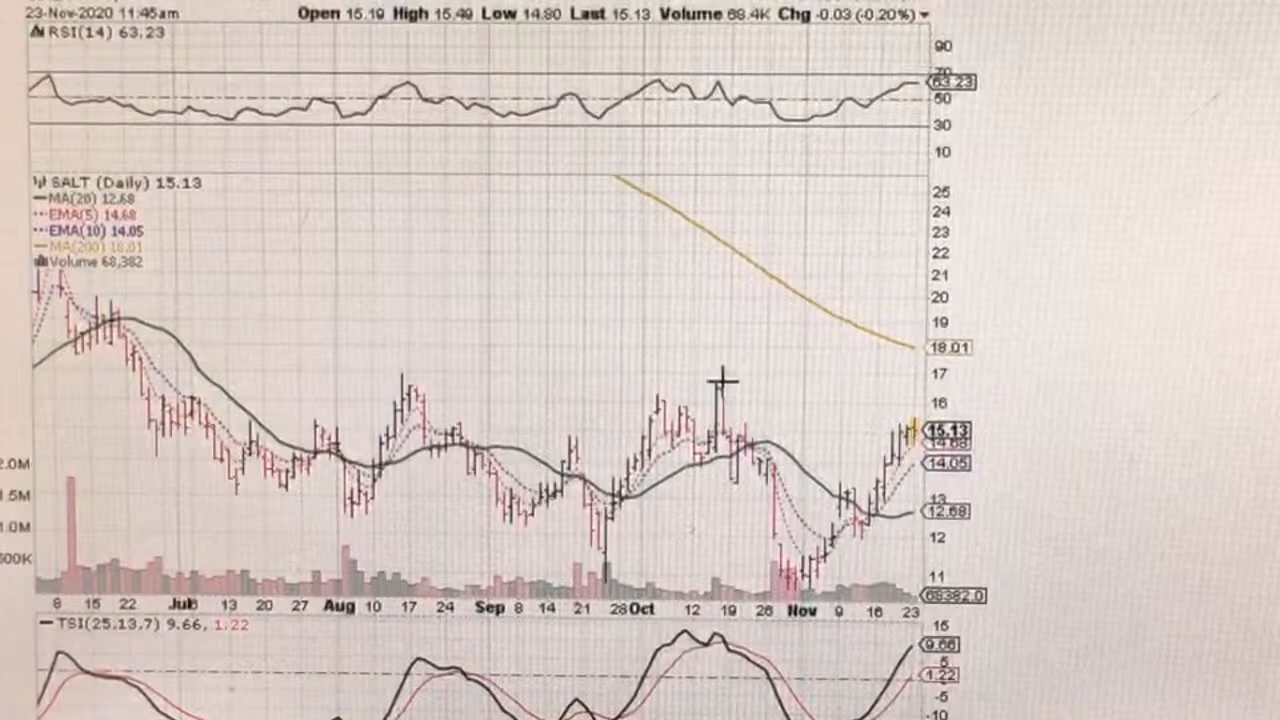 23-Nov-2020 11:45am Open 15.19 High 15.49 Low 14.80 Last 15.13 Volume 68.4K Chg -0.03 (-0.20%)
RSI(14) 63.23
90
70
63.23
50
30
10
SALT (Daily) 15.13
MA(20) 12.68
EMA(5) 14.68
EMA(10) 14.05
MA(200) 18.01
Volume 68,382
25
24
23
22
21
20
19
18.01
17
16
15.13
14.68
14.05
13
12.68
12
11
68382.0
2.0M
1.5M
1.0M
500K
8 15 22 Jul 6 13 20 27 Aug 10 17 24 Sep 8 14 21 28 Oct 12 19 26 Nov 9 16 23
TSI(25,13,7) 9.66, 1.22
15
9.66
5
1.22
-5
-10